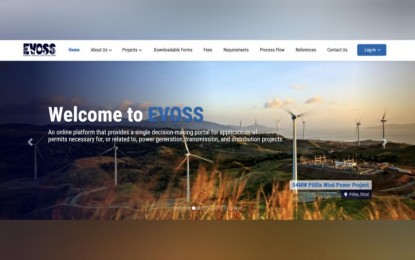 EVOSS
Home
About Us
Projects
Downloadable Forms
Fees
Requirements
Process Flow
References
Contact Us
Log in
Welcome to EVOSS
An online platform that provides a single decision-making portal for applications of
permits necessary for, or related to, power generation, transmission, and distribution projects
54MW Pililla Wind Power Project
Pililla, Rizal